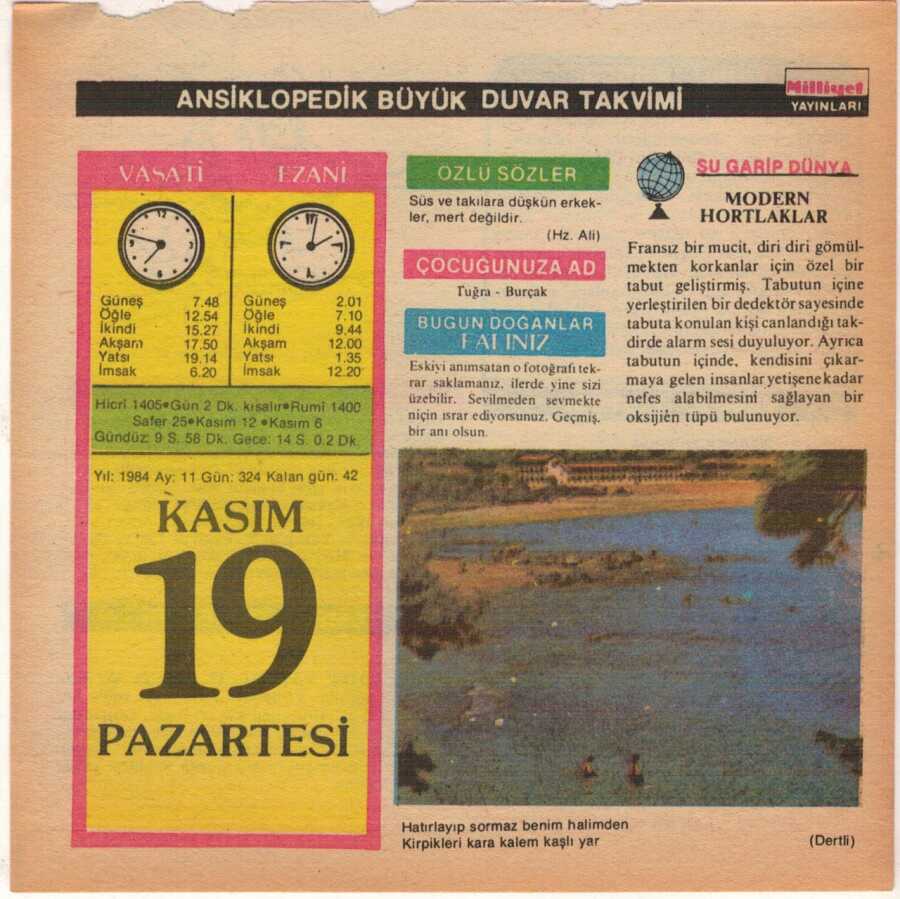 ANSİKLOPEDİK BÜYÜK DUVAR TAKVİMİ
Milliyet
YAYINLARI
VASATİ
EZANİ
Güneş 7.48
Öğle 12.54
İkindi 15.27
Akşam 17.50
Yatsı 19.14
İmsak 6.20
Güneş 2.01
Öğle 7.10
İkindi 9.44
Akşam 12.00
Yatsı 1.35
İmsak 12.20
Hicrî 1405•Gün 2 Dk. kısalır•Rumî 1400
Safer 25•Kasım 12 •Kasım 6
Gündüz: 9 S. 58 Dk. Gece: 14 S. 0.2 Dk
Yıl: 1984 Ay: 11 Gün: 324 Kalan gün: 42
KASIM
19
PAZARTESİ
ÖZLÜ SÖZLER
Süs ve takılara düşkün erkek-
ler, mert değildir.
(Hz. Ali)
ÇOCUĞUNUZA AD
Tuğra - Burçak
BUGÜN DOĞANLAR
FALINIZ
Eskiyi anımsatan o fotoğrafı tek-
rar saklamanız, ilerde yine sizi
üzebilir. Sevilmeden sevmekte
niçin ısrar ediyorsunuz. Geçmiş,
bir anı olsun.
ŞU GARİP DÜNYA
MODERN
HORTLAKLAR
Fransız bir mucit, diri diri gömül-
mekten korkanlar için özel bir
tabut geliştirmiş. Tabutun içine
yerleştirilen bir dedektör sayesinde
tabuta konulan kişi canlandığı tak-
dirde alarm sesi duyuluyor. Ayrıca
tabutun içinde, kendisini çıkar-
maya gelen insanlar yetişene kadar
nefes alabilmesini sağlayan bir
oksijien tüpü bulunuyor.
Hatırlayıp sormaz benim halimden
Kirpikleri kara kalem kaşlı yar
(Dertli)